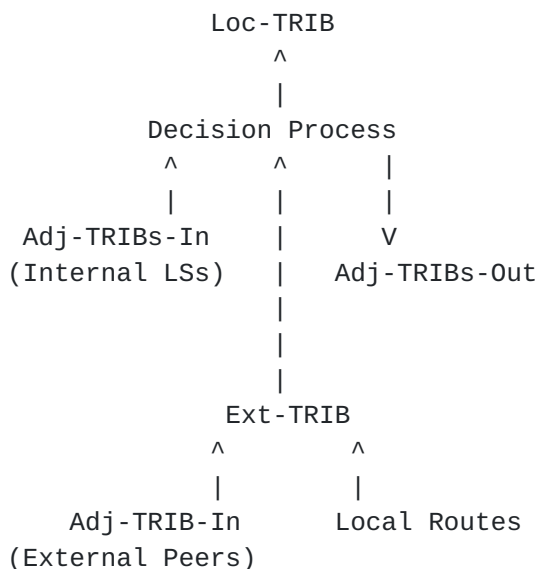 Loc-TRIB
Decision Process
Adj-TRIBs-In
V
(Internal LSs)
Adj-TRIBs-Out
Ext-TRIB
Adj-TRIB-In
Local Routes
(External Peers)